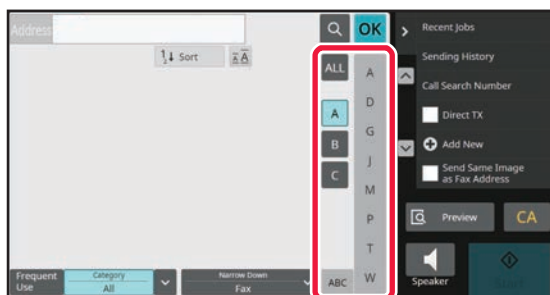 Address
OK
Sort
A A
ALL
A
B
C
ABC
A
D
G
J
M
P
T
W
Frequent
Use
Category
All
Narrow Down
Fax
Recent Jobs
Sending History
Call Search Number
Direct TX
Add New
Send Same Image
as Fax Address
Preview
CA
Speaker
Start